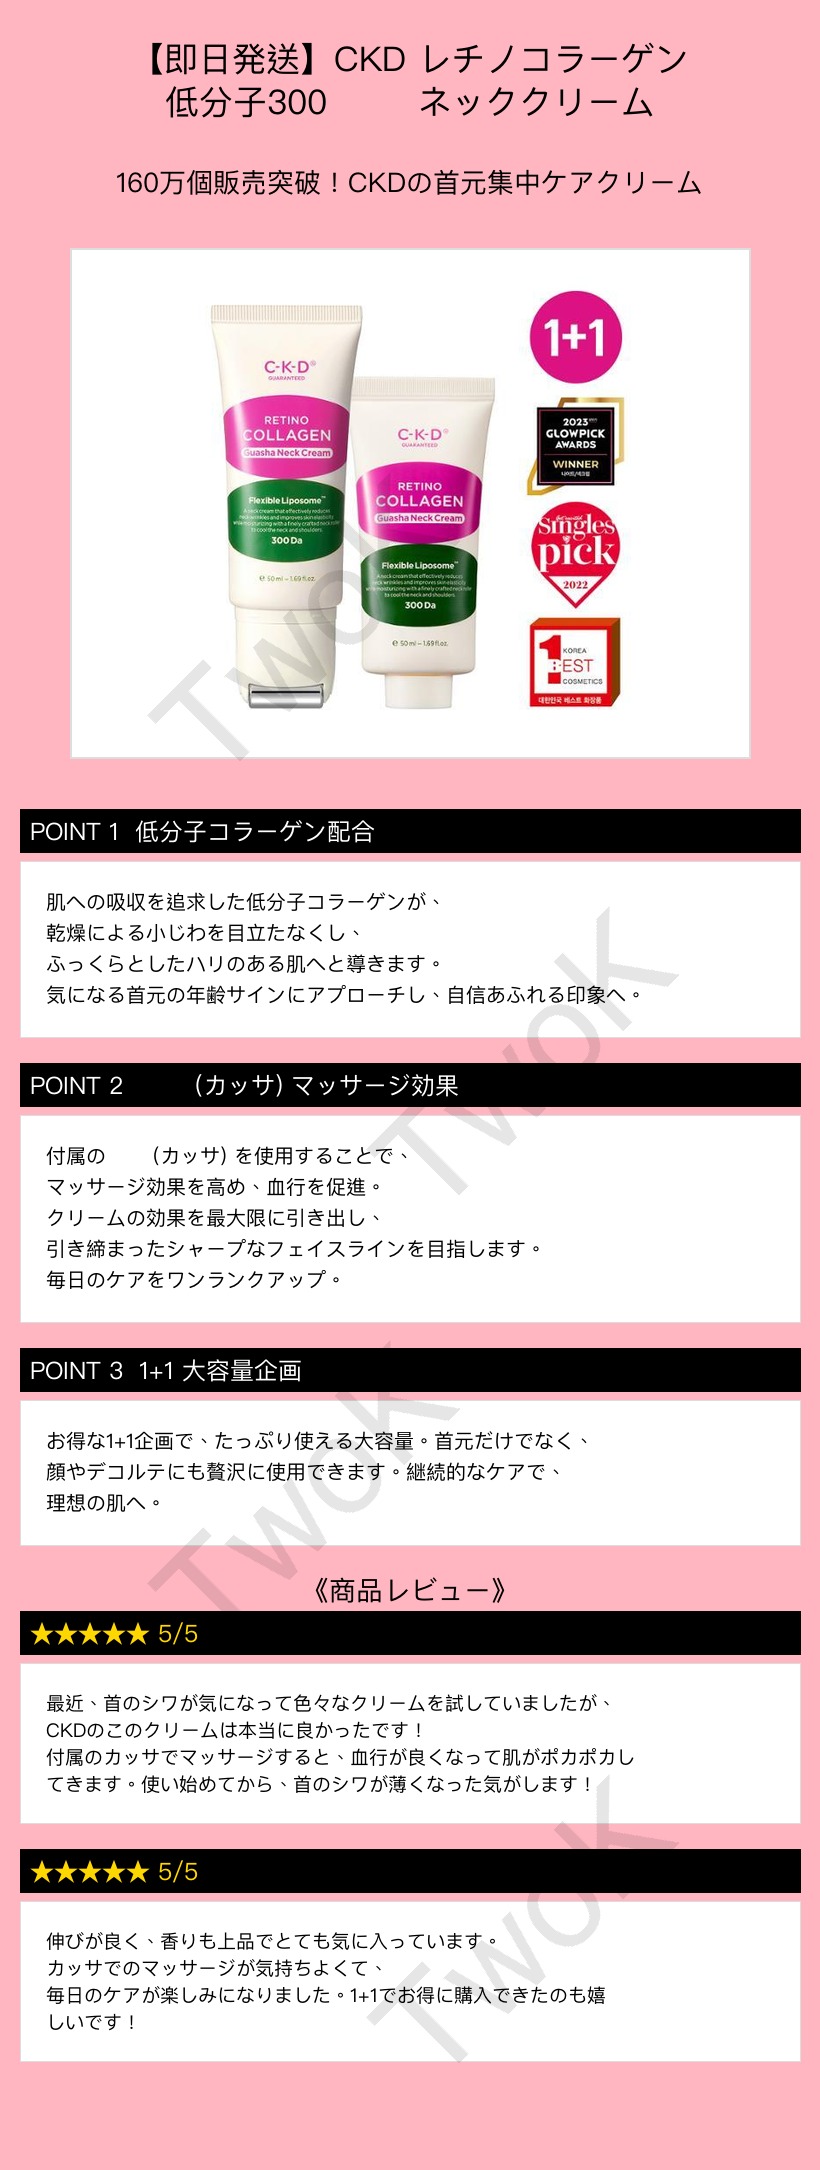 【即日発送】CKD レチノコラーゲン
低分子300 ネッククリーム
160万個販売突破！CKDの首元集中ケアクリーム
C·K·D®
GUARANTEED
RETINO
COLLAGEN
Guasha Neck Cream
Flexible Liposome™
A neck cream that effectively reduces
neck wrinkles and improves skin elasticity
while moisturizing with a finely crafted neck roller
to cool the neck and shoulders.
300 Da
℮ 50 ml – 1.69 fl.oz.
C·K·D®
GUARANTEED
RETINO
COLLAGEN
Guasha Neck Cream
Flexible Liposome™
A neck cream that effectively reduces
neck wrinkles and improves skin elasticity
while moisturizing with a finely crafted neck roller
to cool the neck and shoulders.
300 Da
℮ 50 ml – 1.69 fl.oz.
1+1
2023
GLOWPICK
AWARDS
WINNER
나이트/넥크림
Singles
pick
2022
1
KOREA
BEST
COSMETICS
대한민국 베스트 화장품
POINT 1 低分子コラーゲン配合
肌への吸収を追求した低分子コラーゲンが、
乾燥による小じわを目立たなくし、
ふっくらとしたハリのある肌へと導きます。
気になる首元の年齢サインにアプローチし、自信あふれる印象へ。
POINT 2 (カッサ) マッサージ効果
付属の (カッサ) を使用することで、
マッサージ効果を高め、血行を促進。
クリームの効果を最大限に引き出し、
引き締まったシャープなフェイスラインを目指します。
毎日のケアをワンランクアップ。
POINT 3 1+1 大容量企画
お得な1+1企画で、たっぷり使える大容量。首元だけでなく、
顔やデコルテにも贅沢に使用できます。継続的なケアで、
理想の肌へ。
《商品レビュー》
★★★★★ 5/5
最近、首のシワが気になって色々なクリームを試していましたが、
CKDのこのクリームは本当に良かったです！
付属のカッサでマッサージすると、血行が良くなって肌がポカポカし
てきます。使い始めてから、首のシワが薄くなった気がします！
★★★★★ 5/5
伸びが良く、香りも上品でとても気に入っています。
カッサでのマッサージが気持ちよくて、
毎日のケアが楽しみになりました。1+1でお得に購入できたのも嬉
しいです！
TwoK
TwoK
TwoK
TwoK